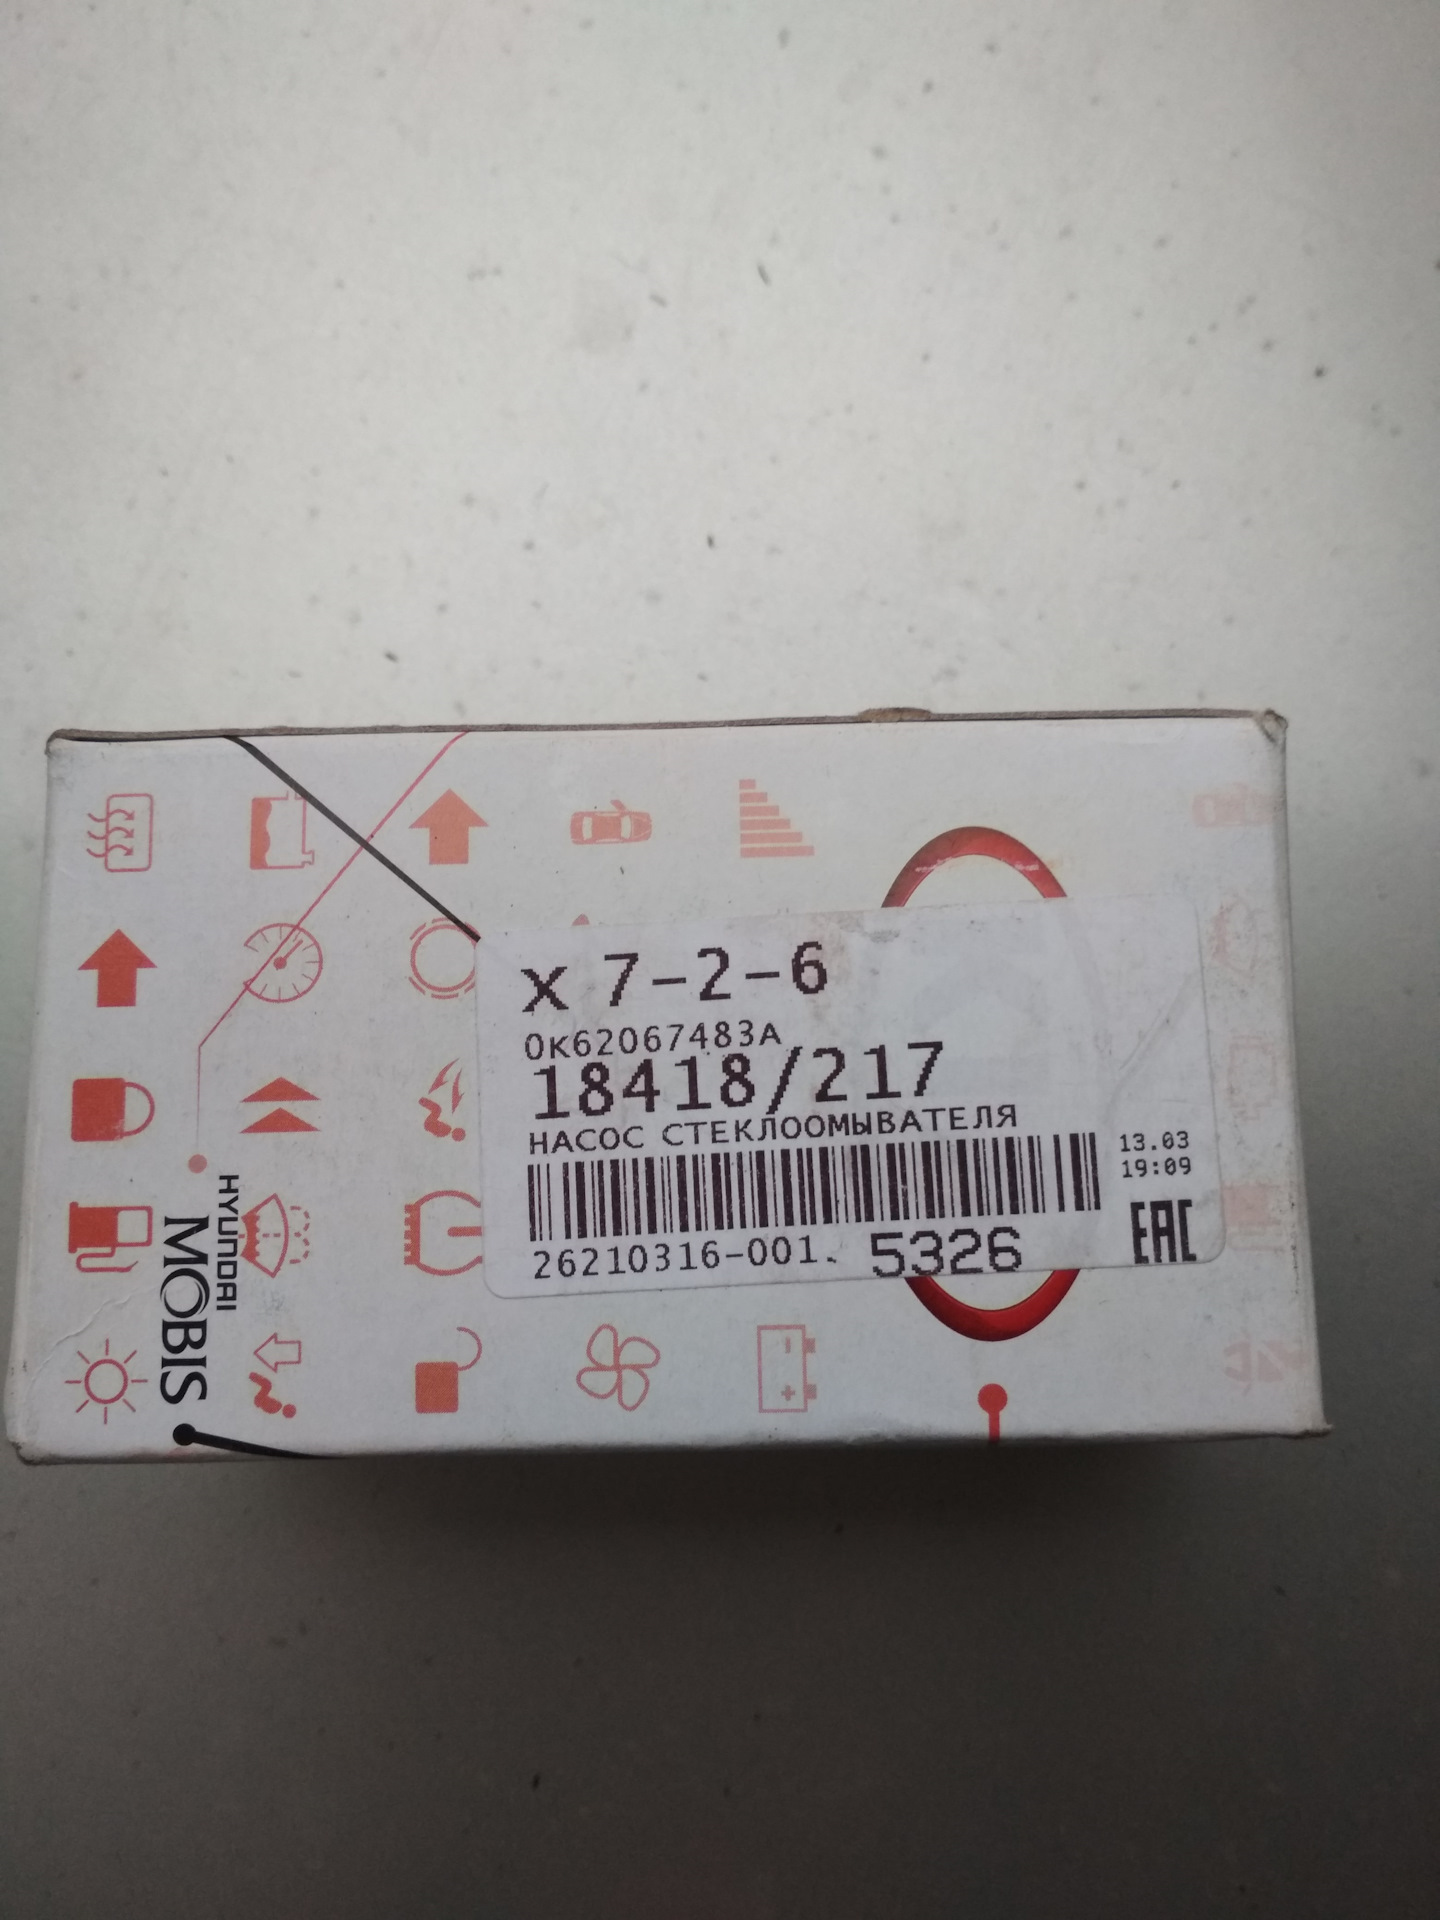 x 7-2-6
0K62067483A
18418/217
НАСОС СТЕКЛООМЫВАТЕЛЯ
13.03
19:09
26210316-001. 5326
EAC
HYUNDAI
MOBIS